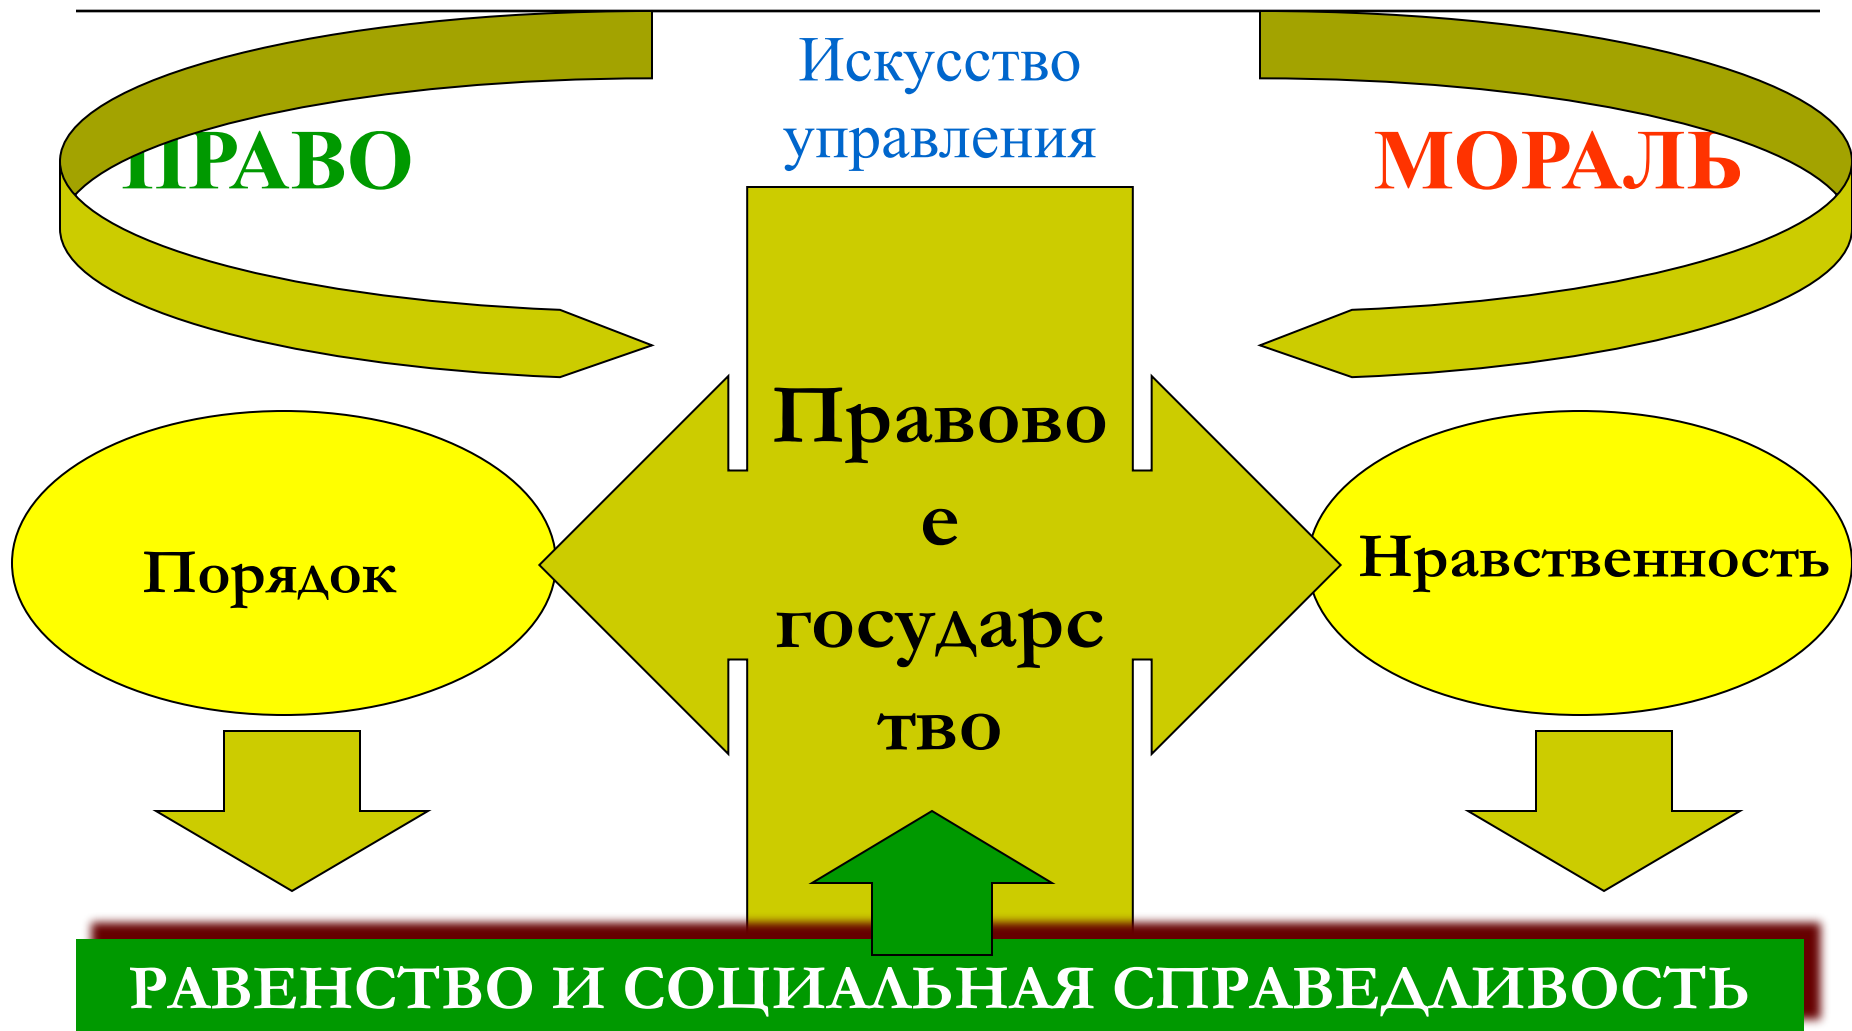 Искусство
управления
ПРАВО
МОРАЛЬ
Правово
е
государс
тво
Порядок
Нравственность
РАВЕНСТВО И СОЦИАЛЬНАЯ СПРАВЕДЛИВОСТЬ